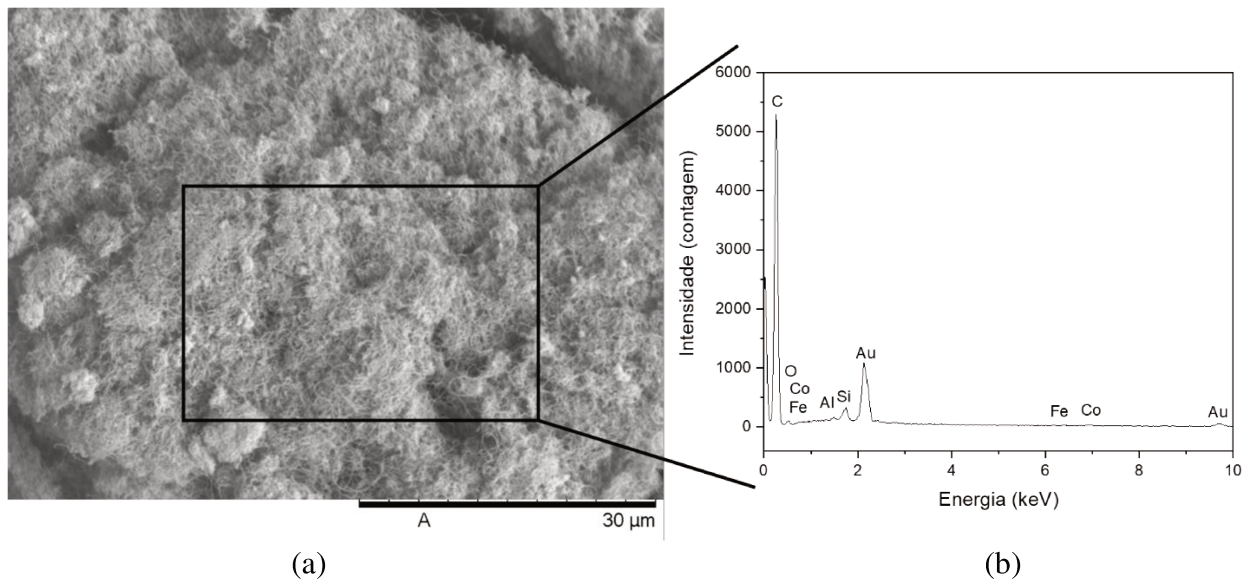 A
30 µm
(a)
6000
5000
4000
3000
2000
1000
0
Intensidade (contagem)
C
O
Co
Fe
Al
Si
Au
Fe
Co
Au
0
2
4
6
8
10
Energia (keV)
(b)